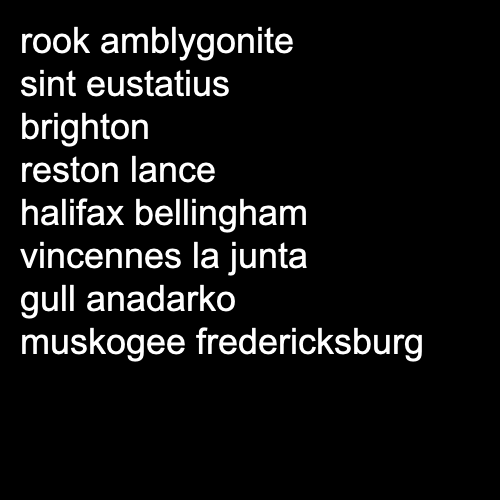 rook amblygonite
sint eustatius
brighton
reston lance
halifax bellingham
vincennes la junta
gull anadarko
muskogee fredericksburg